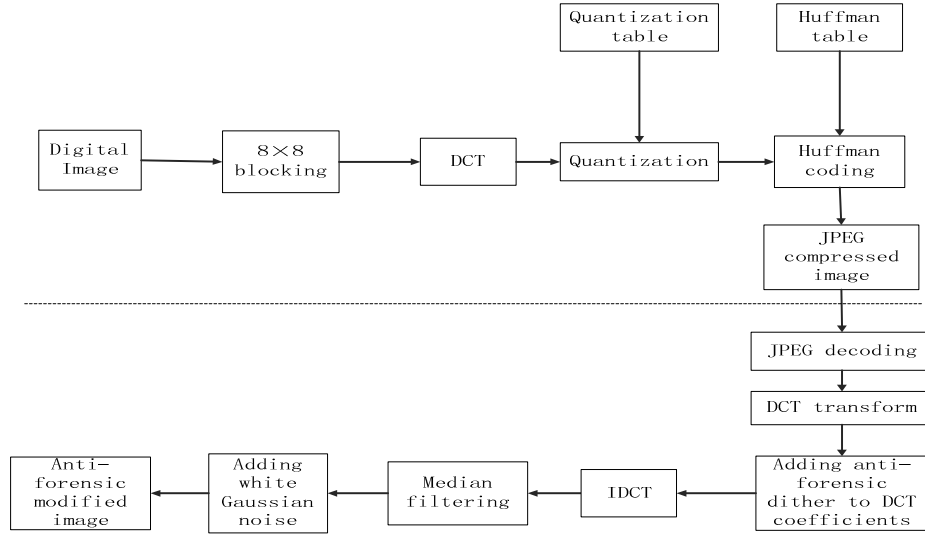 Quantization
table
Huffman
table
Digital
Image
8×8
blocking
DCT
Quantization
Huffman
coding
JPEG
compressed
image
JPEG decoding
DCT transform
Adding anti-
forensic
dither to DCT
coefficients
IDCT
Median
filtering
Adding
white
Gaussian
noise
Anti-
forensic
modified
image